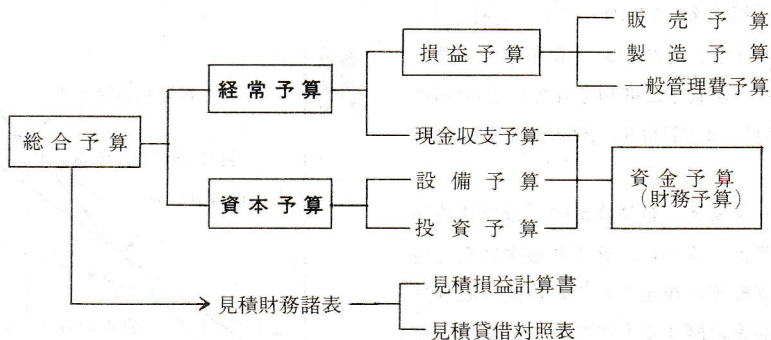 総合予算
経常予算
損益予算
販売予算
製造予算
一般管理費予算
現金収支予算
資本予算
設備予算
投資予算
資金予算
（財務予算）
見積財務諸表
見積損益計算書
見積貸借対照表